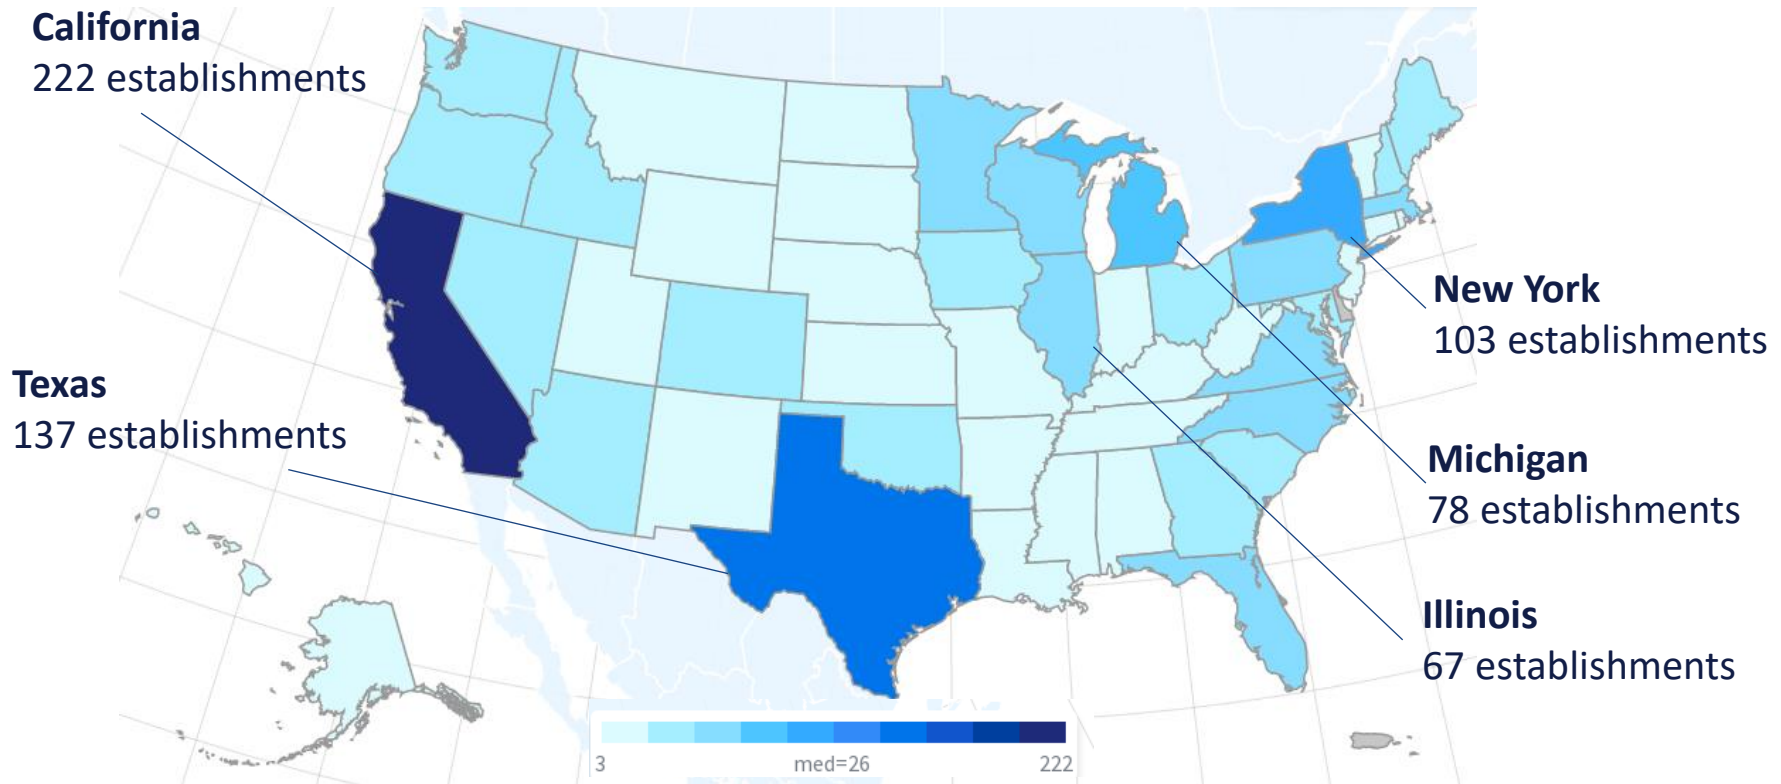 California
222 establishments
Texas
137 establishments
New York
103 establishments
Michigan
78 establishments
Illinois
67 establishments
3 med=26 222